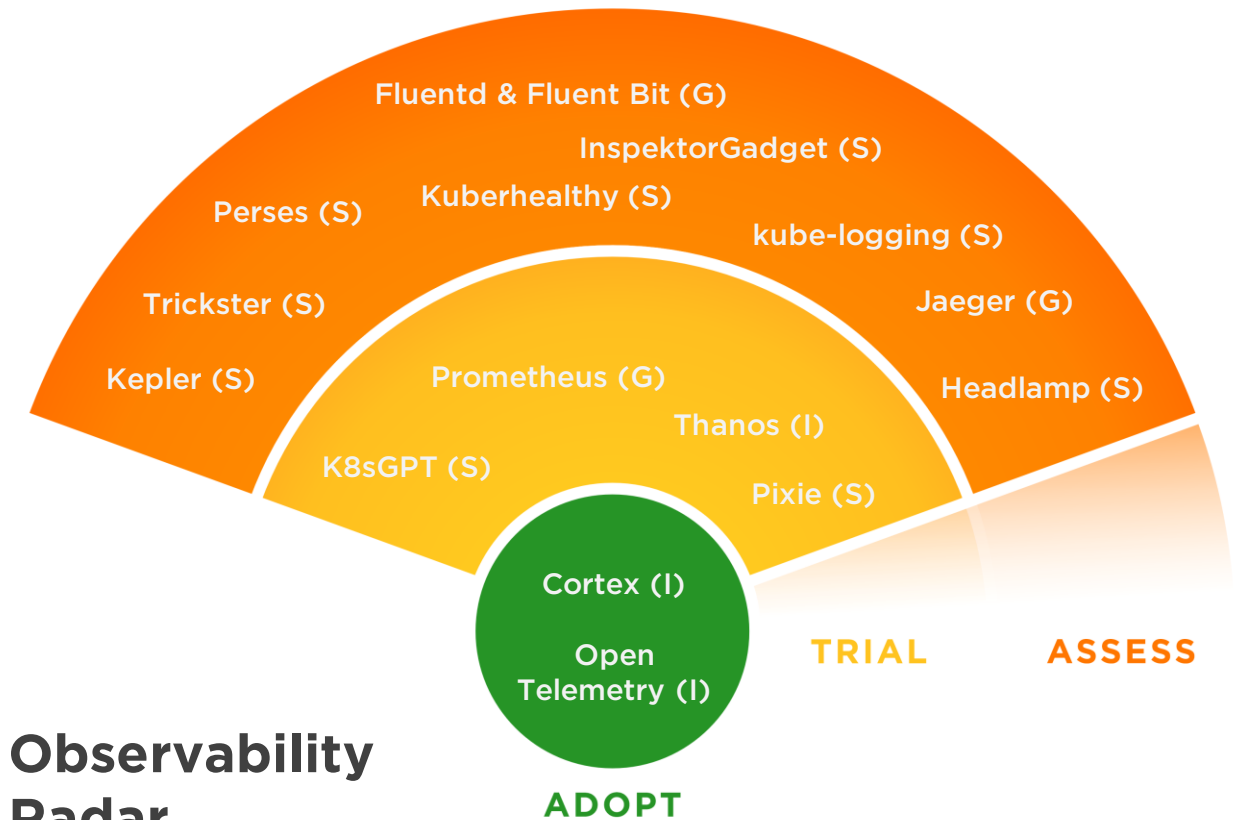 Fluentd & Fluent Bit (G)
InspektorGadget (S)
Kuberhealthy (S)
Perses (S)
kube-logging (S)
Trickster (S)
Jaeger (G)
Kepler (S)
Headlamp (S)
Prometheus (G)
Thanos (I)
K8sGPT (S)
Pixie (S)
Cortex (I)
Open
Telemetry (I)
TRIAL
ASSESS
ADOPT
Observability
Radar